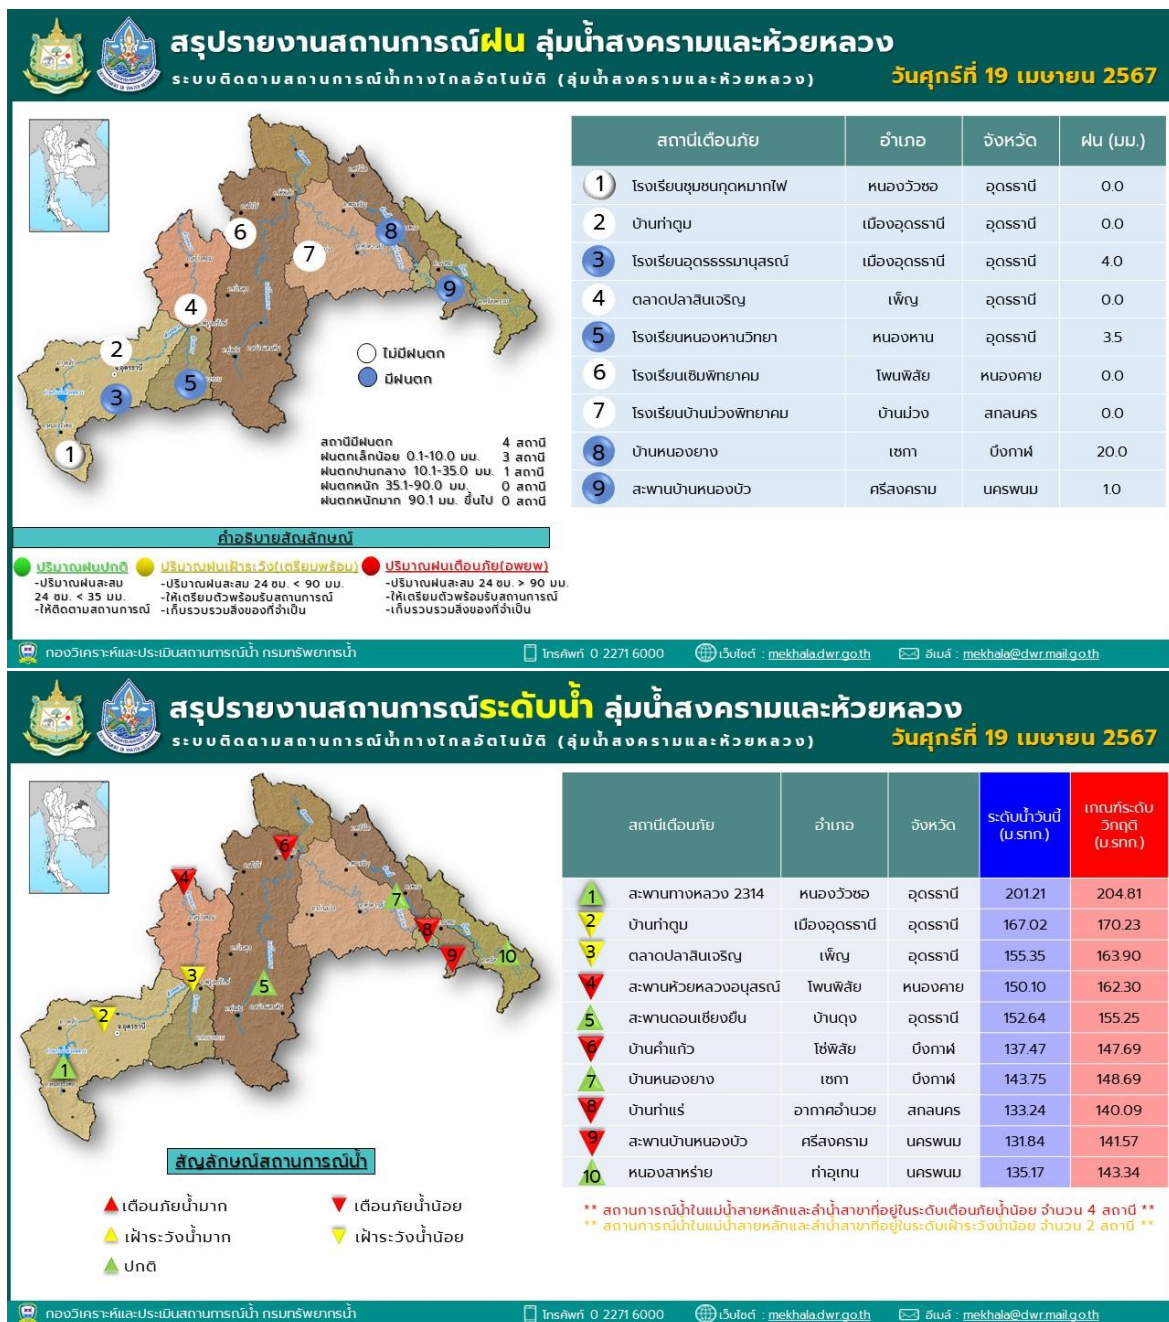 สรุปรายงานสถานการณ์ฝน ลุ่มน้ำสงครามและห้วยหลวง
ระบบติดตามสถานการณ์น้ำทางไกลอัตโนมัติ (ลุ่มน้ำสงครามและห้วยหลวง)
วันศุกร์ที่ 19 เมษายน 2567
สถานีเตือนภัย อำเภอ จังหวัด ฝน (มม.)
1 โรงเรียนชุมชนกุดหมากไฟ หนองวัวซอ อุดรธานี 0.0
2 บ้านท่าตูม เมืองอุดรธานี อุดรธานี 0.0
3 โรงเรียนอุดรธรรมานุสรณ์ เมืองอุดรธานี อุดรธานี 4.0
4 ตลาดปลาสินเจริญ เพ็ญ อุดรธานี 0.0
5 โรงเรียนหนองหานวิทยา หนองหาน อุดรธานี 3.5
6 โรงเรียนเซิมพิทยาคม โพนพิสัย หนองคาย 0.0
7 โรงเรียนบ้านม่วงพิทยาคม บ้านม่วง สกลนคร 0.0
8 บ้านหนองยาง เซกา บึงกาฬ 20.0
9 สะพานบ้านหนองบัว ศรีสงคราม นครพนม 1.0
6
8
7
9
4
2
3
5
1
ไม่มีฝนตก
มีฝนตก
สถานีมีฝนตก 4 สถานี
ฝนตกเล็กน้อย 0.1-10.0 มม. 3 สถานี
ฝนตกปานกลาง 10.1-35.0 มม. 1 สถานี
ฝนตกหนัก 35.1-90.0 มม. 0 สถานี
ฝนตกหนักมาก 90.1 มม. ขึ้นไป 0 สถานี
คำอธิบายสัญลักษณ์
ปริมาณฝนปกติ
-ปริมาณฝนสะสม
24 ชม. < 35 มม.
-ให้ติดตามสถานการณ์
ปริมาณฝนเฝ้าระวัง(เตรียมพร้อม)
-ปริมาณฝนสะสม 24 ชม. < 90 มม.
-ให้เตรียมตัวพร้อมรับสถานการณ์
-เก็บรวบรวมสิ่งของที่จำเป็น
ปริมาณฝนเตือนภัย(อพยพ)
-ปริมาณฝนสะสม 24 ชม. > 90 มม.
-ให้เตรียมตัวพร้อมรับสถานการณ์
-เก็บรวบรวมสิ่งของที่จำเป็น
กองวิเคราะห์และประเมินสถานการณ์น้ำ กรมทรัพยากรน้ำ โทรศัพท์ 0 2271 6000 เว็บไซต์ : mekhala.dwr.go.th อีเมล์ : mekhala@dwr.mail.go.th
สรุปรายงานสถานการณ์ระดับน้ำ ลุ่มน้ำสงครามและห้วยหลวง
ระบบติดตามสถานการณ์น้ำทางไกลอัตโนมัติ (ลุ่มน้ำสงครามและห้วยหลวง)
วันศุกร์ที่ 19 เมษายน 2567
สถานีเตือนภัย อำเภอ จังหวัด ระดับน้ำวันนี้ (ม.รทก.) เกณฑ์ระดับวิกฤติ (ม.รทก.)
1 สะพานทางหลวง 2314 หนองวัวซอ อุดรธานี 201.21 204.81
2 บ้านท่าตูม เมืองอุดรธานี อุดรธานี 167.02 170.23
3 ตลาดปลาสินเจริญ เพ็ญ อุดรธานี 155.35 163.90
4 สะพานห้วยหลวงอนุสรณ์ โพนพิสัย หนองคาย 150.10 162.30
5 สะพานดอนเชียงยืน บ้านดุง อุดรธานี 152.64 155.25
6 บ้านคำแก้ว โซ่พิสัย บึงกาฬ 137.47 147.69
7 บ้านหนองยาง เซกา บึงกาฬ 143.75 148.69
8 บ้านท่าแร่ อากาศอำนวย สกลนคร 133.24 140.09
9 สะพานบ้านหนองบัว ศรีสงคราม นครพนม 131.84 141.57
10 หนองสาหร่าย ท่าอุเทน นครพนม 135.17 143.34
6
4
7
8
9
10
3
5
2
1
สัญลักษณ์สถานการณ์น้ำ
เตือนภัยน้ำมาก เตือนภัยน้ำน้อย
เฝ้าระวังน้ำมาก เฝ้าระวังน้ำน้อย
ปกติ
** สถานการณ์น้ำในแม่น้ำสายหลักและลำน้ำสาขาที่อยู่ในระดับเตือนภัยน้ำน้อย จำนวน 4 สถานี **
** สถานการณ์น้ำในแม่น้ำสายหลักและลำน้ำสาขาที่อยู่ในระดับเฝ้าระวังน้ำน้อย จำนวน 2 สถานี **
กองวิเคราะห์และประเมินสถานการณ์น้ำ กรมทรัพยากรน้ำ โทรศัพท์ 0 2271 6000 เว็บไซต์ : mekhala.dwr.go.th อีเมล์ : mekhala@dwr.mail.go.th